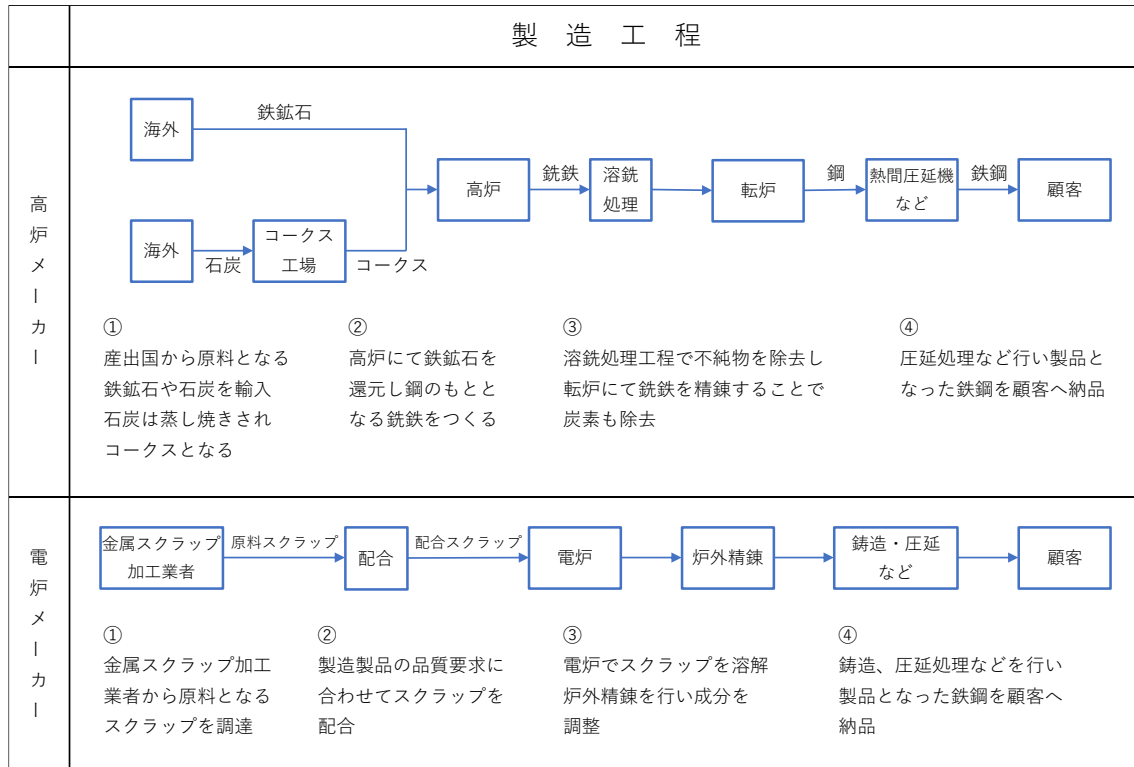 製造工程
高炉メーカー
海外
鉄鉱石
海外
石炭
コークス
工場
コークス
高炉
銑鉄
溶銑
処理
転炉
鋼
熱間圧延機
など
鉄鋼
顧客
①
産出国から原料となる
鉄鉱石や石炭を輸入
石炭は蒸し焼きされ
コークスとなる
②
高炉にて鉄鉱石を
還元し鋼のもとと
なる銑鉄をつくる
③
溶銑処理工程で不純物を除去し
転炉にて銑鉄を精錬することで
炭素も除去
④
圧延処理など行い製品と
なった鉄鋼を顧客へ納品
電炉メーカー
金属スクラップ
加工業者
原料スクラップ
配合
配合スクラップ
電炉
炉外精錬
鋳造・圧延
など
顧客
①
金属スクラップ加工
業者から原料となる
スクラップを調達
②
製造製品の品質要求に
合わせてスクラップを
配合
③
電炉でスクラップを溶解
炉外精錬を行い成分を
調整
④
鋳造、圧延処理などを行い
製品となった鉄鋼を顧客へ
納品